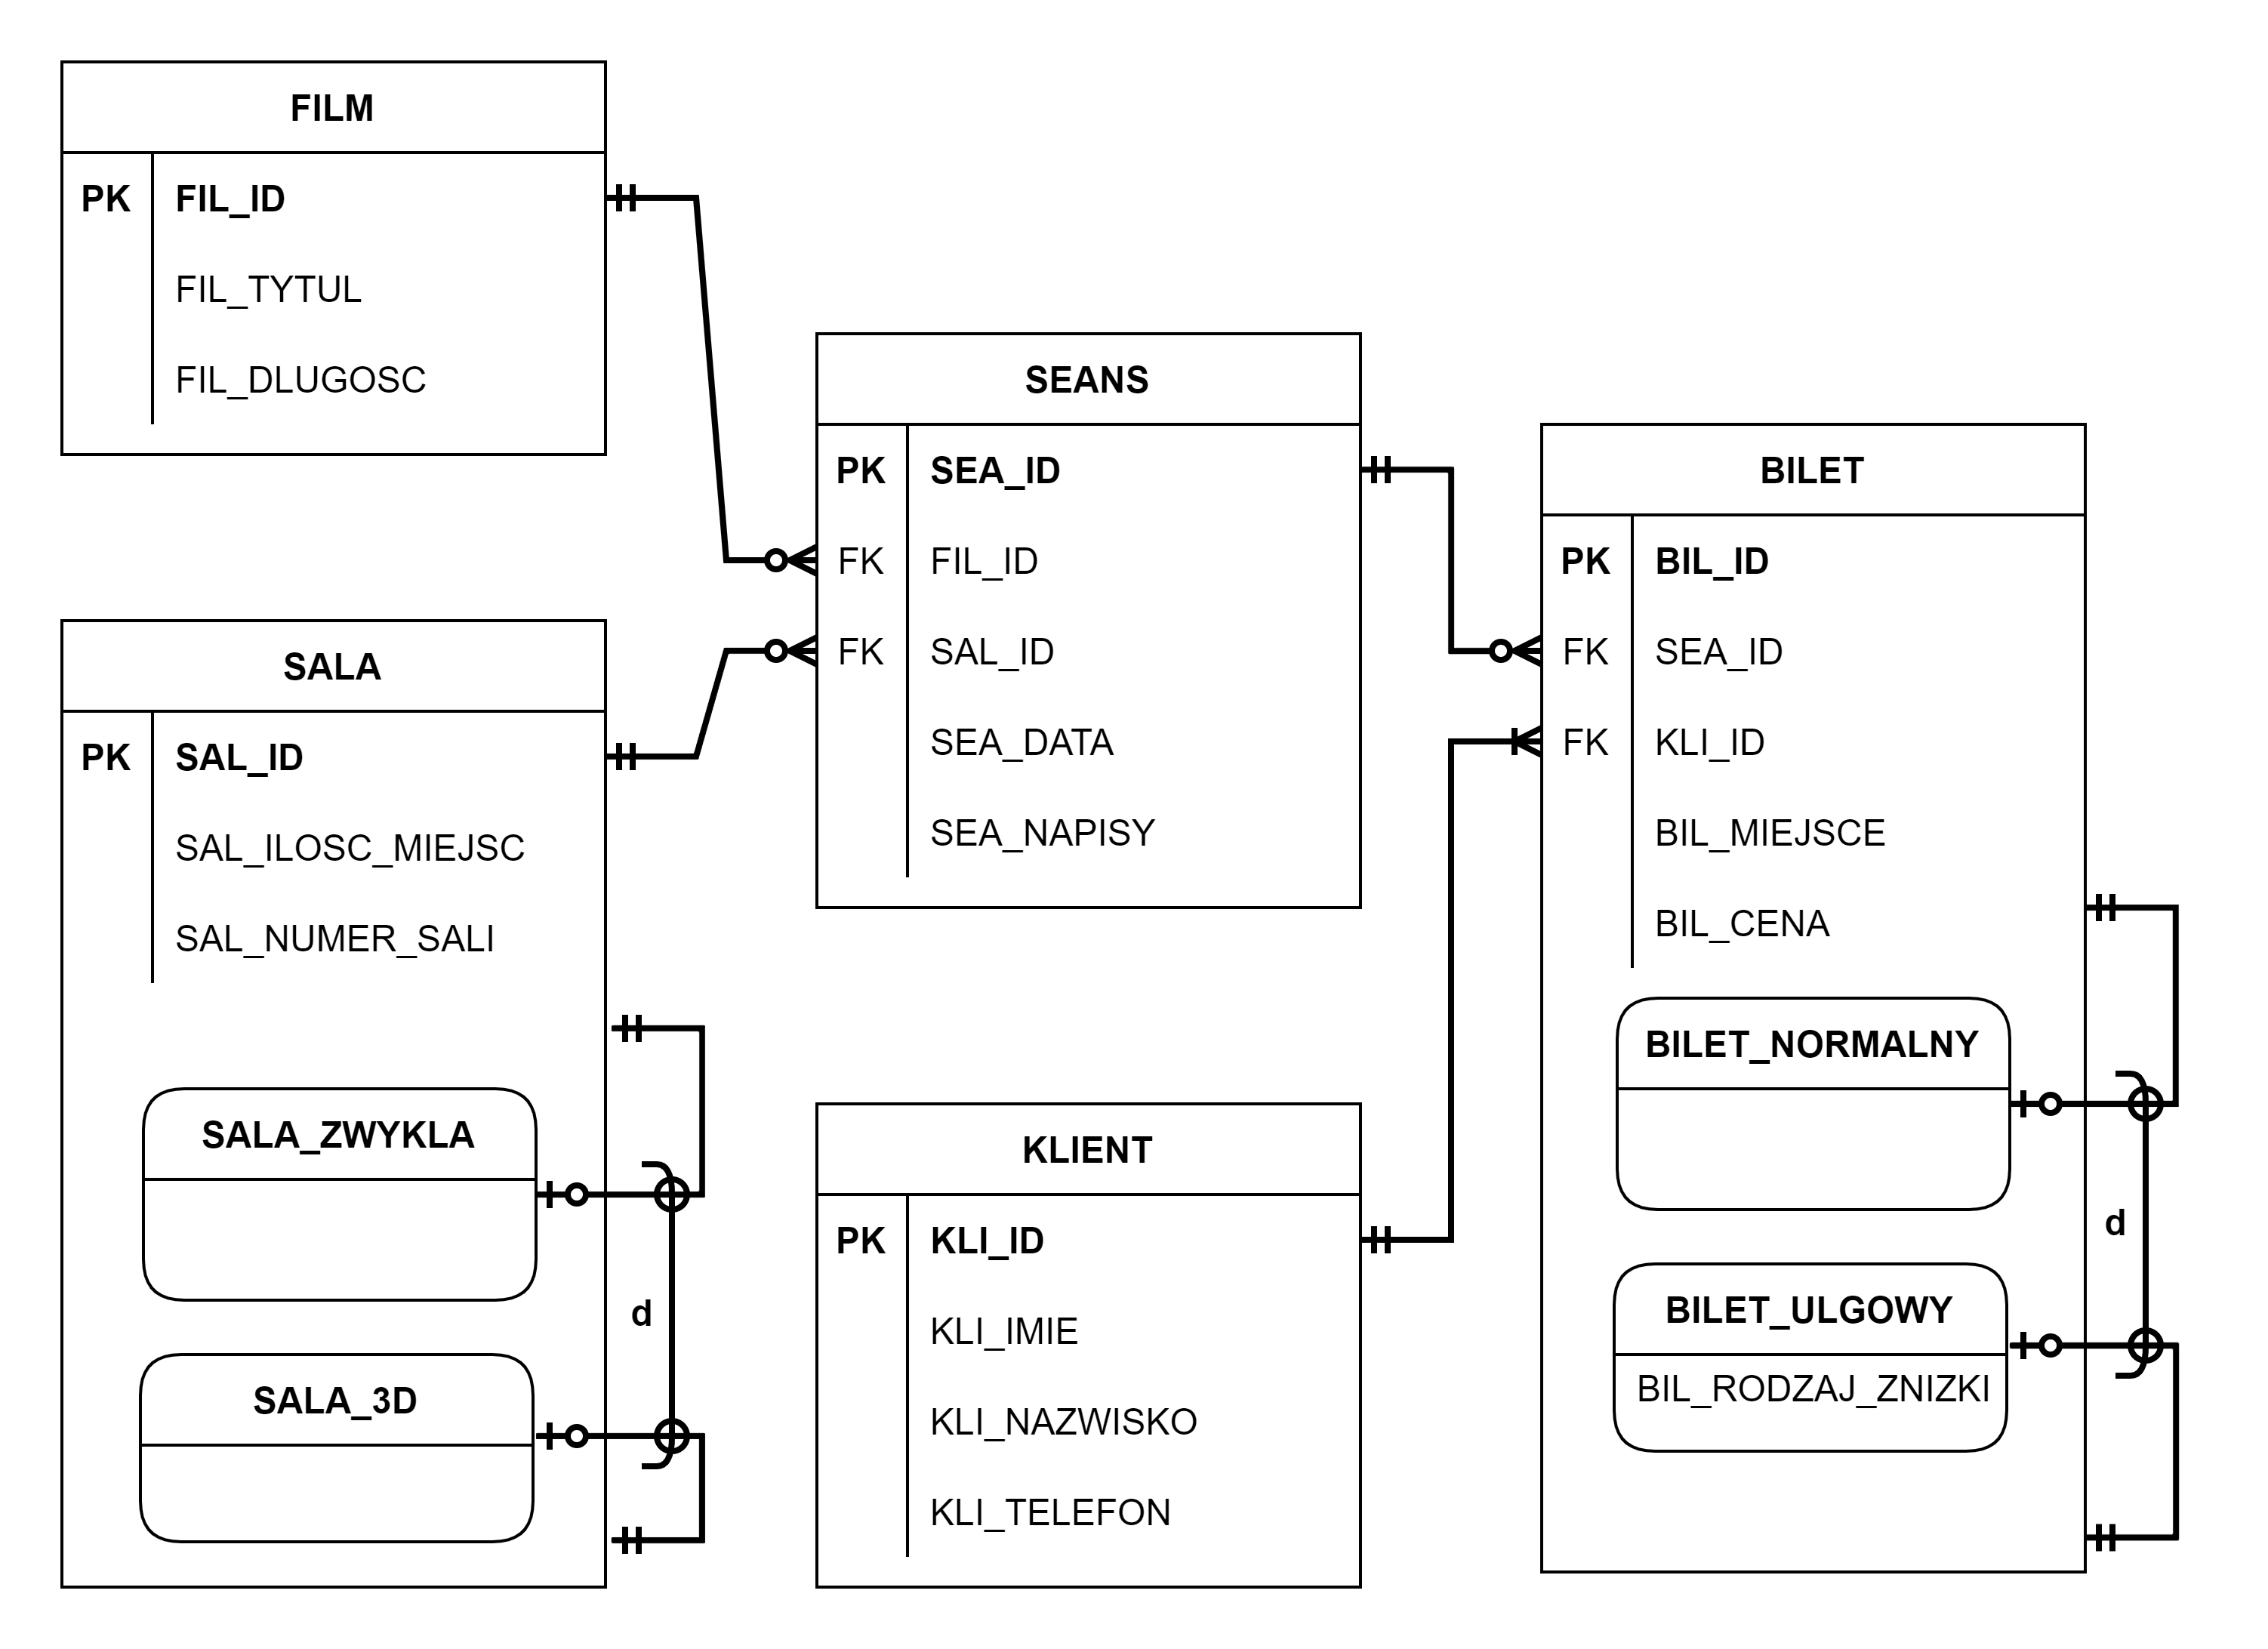 FILM
PK FIL_ID
FIL_TYTUL
FIL_DLUGOSC
SALA
PK SAL_ID
SAL_ILOSC_MIEJSC
SAL_NUMER_SALI
SALA_ZWYKLA
d
SALA_3D
SEANS
PK SEA_ID
FK FIL_ID
FK SAL_ID
SEA_DATA
SEA_NAPISY
KLIENT
PK KLI_ID
KLI_IMIE
KLI_NAZWISKO
KLI_TELEFON
BILET
PK BIL_ID
FK SEA_ID
FK KLI_ID
BIL_MIEJSCE
BIL_CENA
BILET_NORMALNY
d
BILET_ULGOWY
BIL_RODZAJ_ZNIZKI